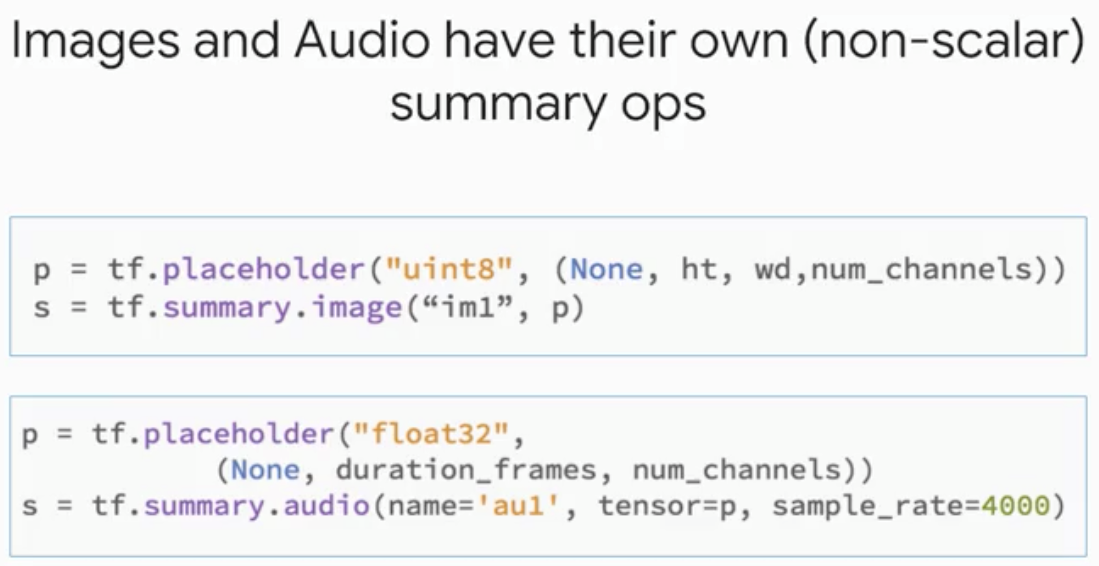 Images and Audio have their own (non-scalar)
summary ops
p = tf.placeholder("uint8", (None, ht, wd,num_channels))
s = tf.summary.image(“im1”, p)
p = tf.placeholder("float32",
(None, duration_frames, num_channels))
s = tf.summary.audio(name='au1', tensor=p, sample_rate=4000)